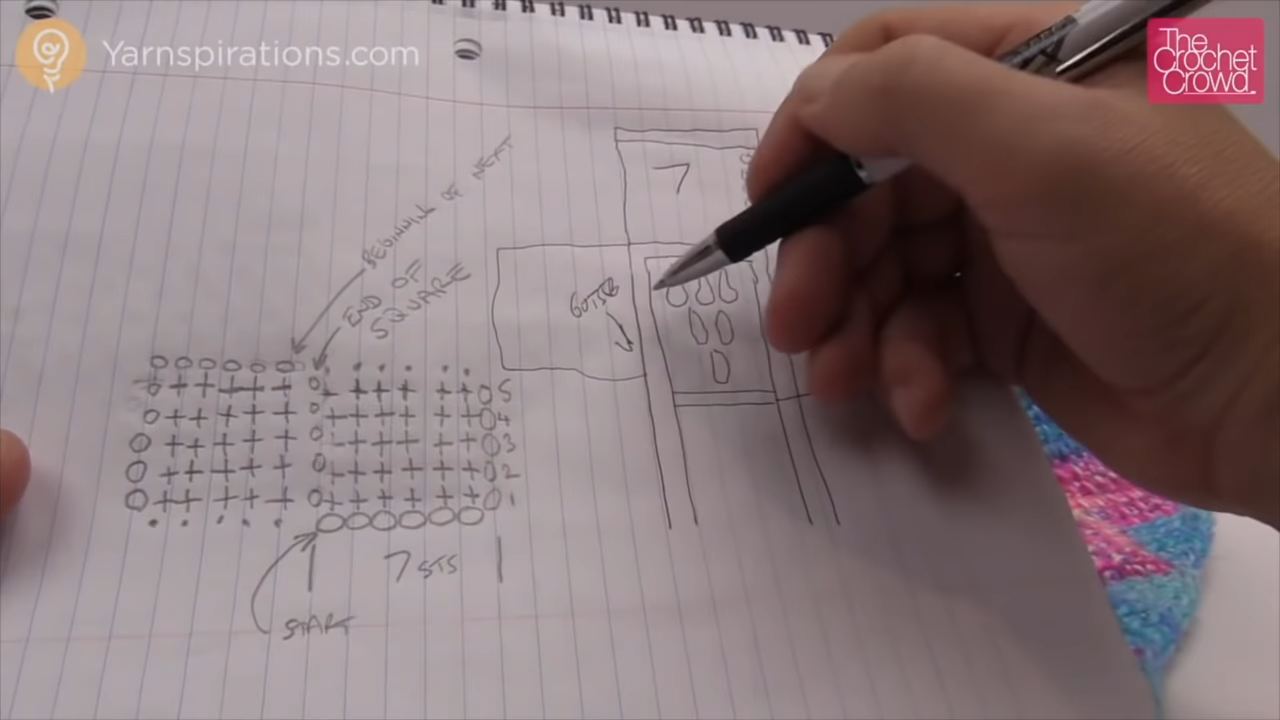 Yarnspirations.com
The
Crochet
Crowd
BEGINNING OF NEXT
END OF
SQUARE
7
5
4
3
2
1
7 STS
START